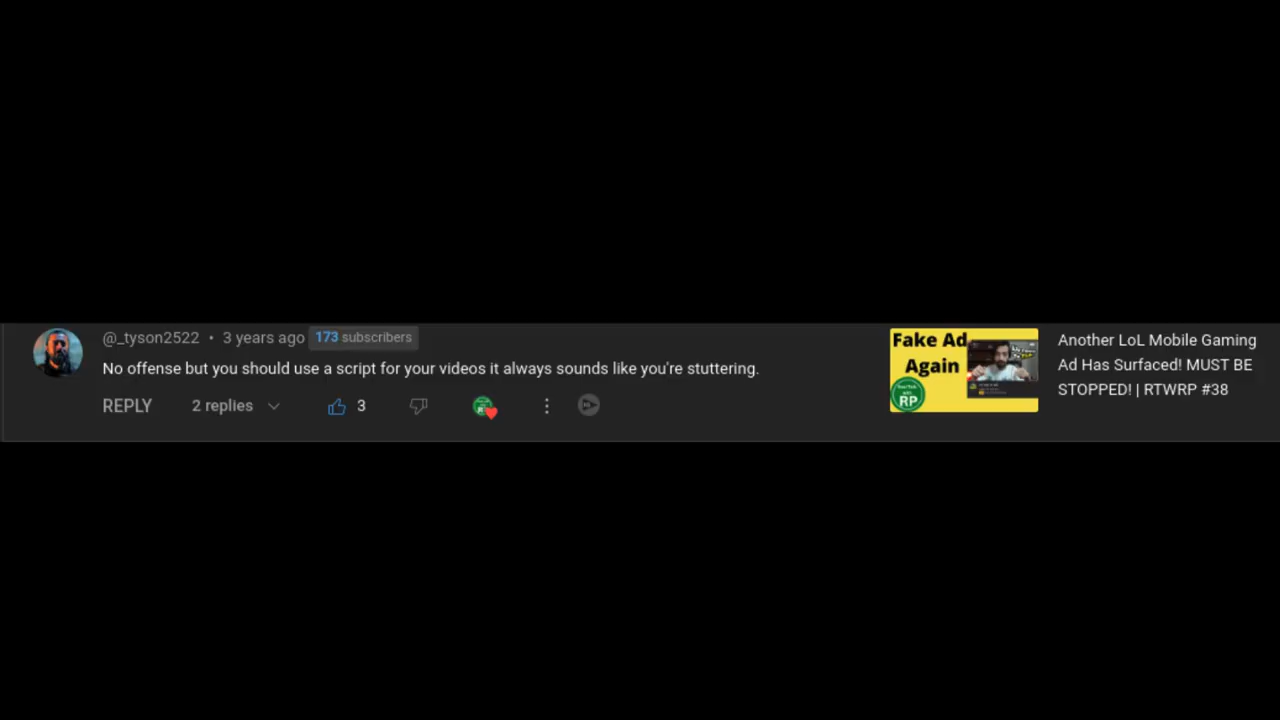 @_tyson2522 • 3 years ago 173 subscribers
No offense but you should use a script for your videos it always sounds like you're stuttering.
REPLY 2 replies 3
Fake Ad
Again
RP
Another LoL Mobile Gaming
Ad Has Surfaced! MUST BE
STOPPED! | RTWRP #38